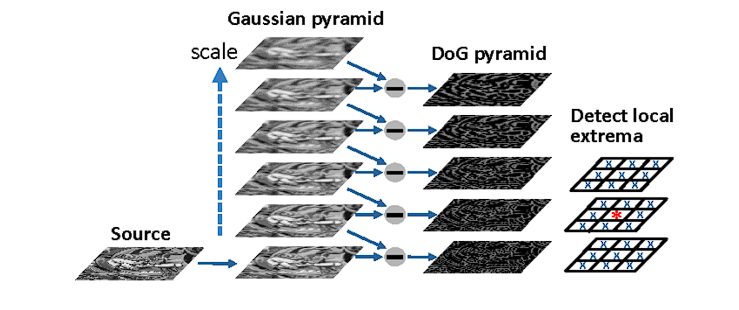 Gaussian pyramid
scale
DoG pyramid
Detect local
extrema
x x x
x x x
x x x
x x x
x * x
x x x
x x x
x x x
x x x
Source